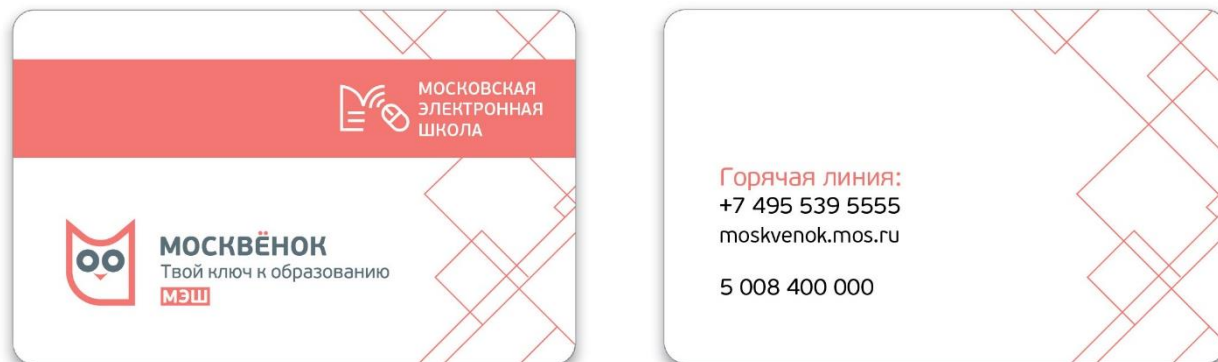 МОСКОВСКАЯ
ЭЛЕКТРОННАЯ
ШКОЛА
МОСКВЁНОК
Твой ключ к образованию
МЭШ
Горячая линия:
+7 495 539 5555
moskvenok.mos.ru
5 008 400 000